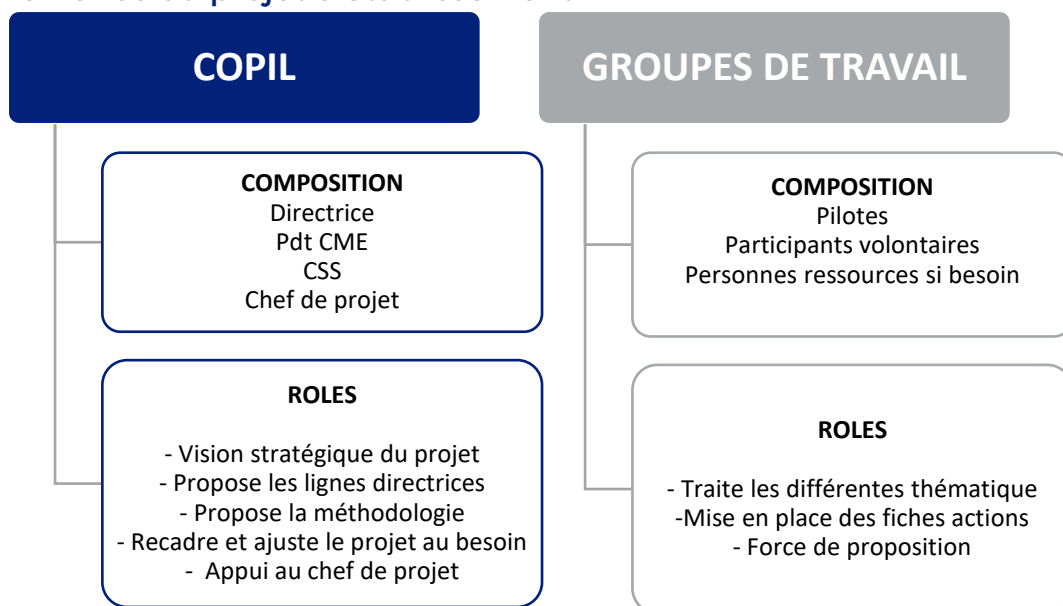 COPIL
COMPOSITION
Directrice
Pdt CME
CSS
Chef de projet
ROLES
- Vision stratégique du projet
- Propose les lignes directrices
- Propose la méthodologie
- Recadre et ajuste le projet au besoin
- Appui au chef de projet
GROUPES DE TRAVAIL
COMPOSITION
Pilotes
Participants volontaires
Personnes ressources si besoin
ROLES
- Traite les différentes thématique
-Mise en place des fiches actions
- Force de proposition